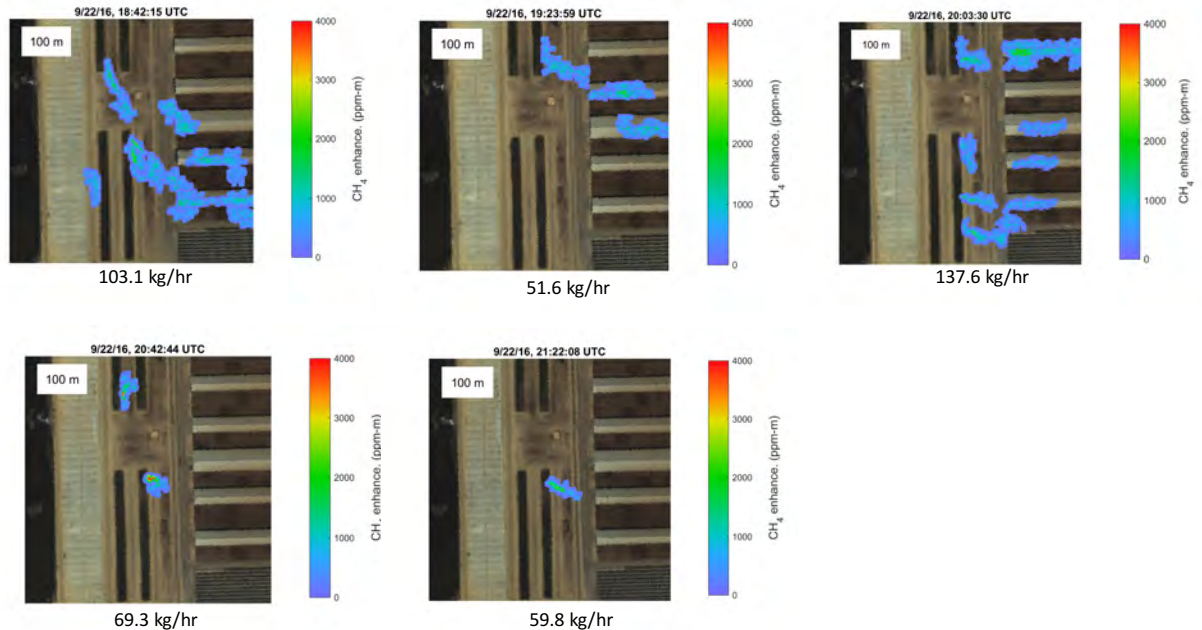 9/22/16, 18:42:15 UTC
100 m
4000
3000
2000
1000
0
CH4 enhance. (ppm-m)
103.1 kg/hr
9/22/16, 19:23:59 UTC
100 m
4000
3000
2000
1000
0
CH4 enhance. (ppm-m)
51.6 kg/hr
9/22/16, 20:03:30 UTC
100 m
4000
3000
2000
1000
0
CH4 enhance. (ppm-m)
137.6 kg/hr
9/22/16, 20:42:44 UTC
100 m
4000
3000
2000
1000
0
CH. enhance. (ppm-m)
69.3 kg/hr
9/22/16, 21:22:08 UTC
100 m
4000
3000
2000
1000
0
CH4 enhance. (ppm-m)
59.8 kg/hr